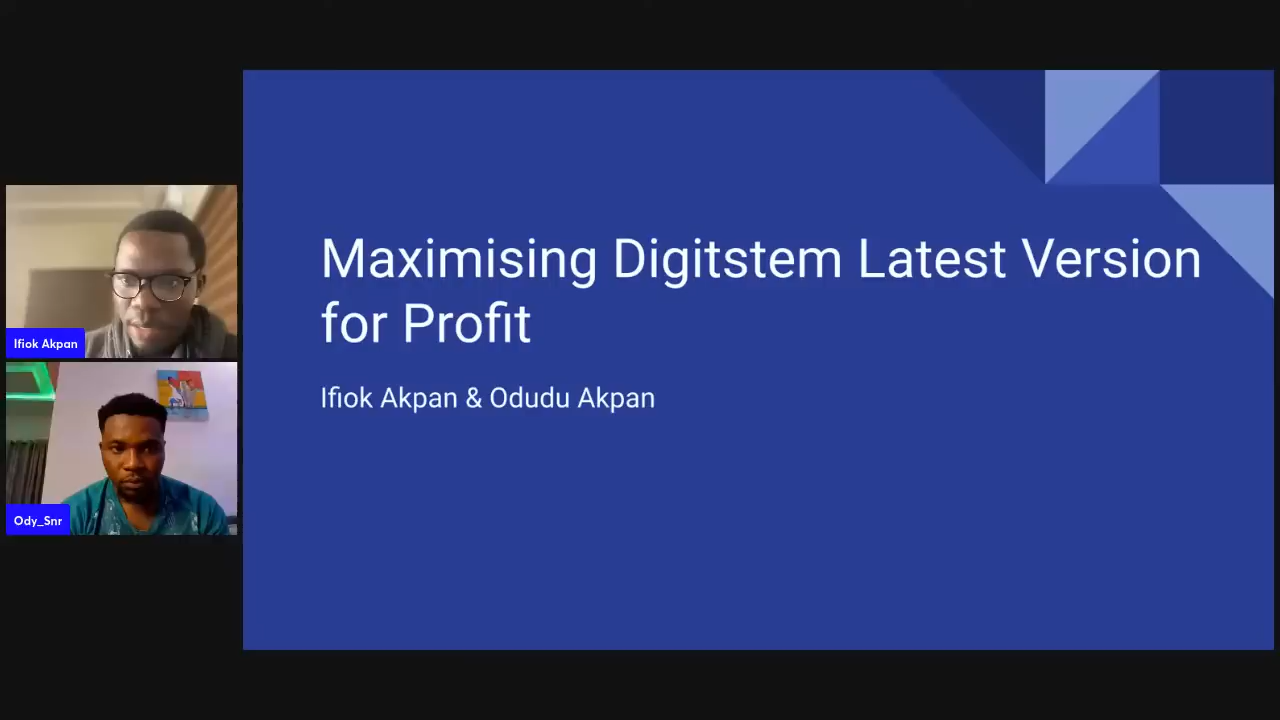 Maximising Digitstem Latest Version
for Profit
Ifiok Akpan & Odudu Akpan
Ifiok Akpan
Ody_Snr